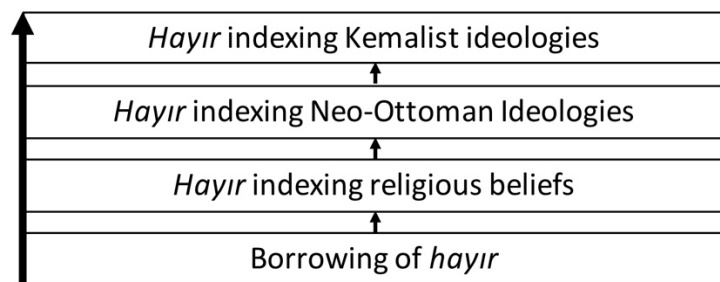 Hayır indexing Kemalist ideologies
Hayır indexing Neo-Ottoman Ideologies
Hayır indexing religious beliefs
Borrowing of hayır